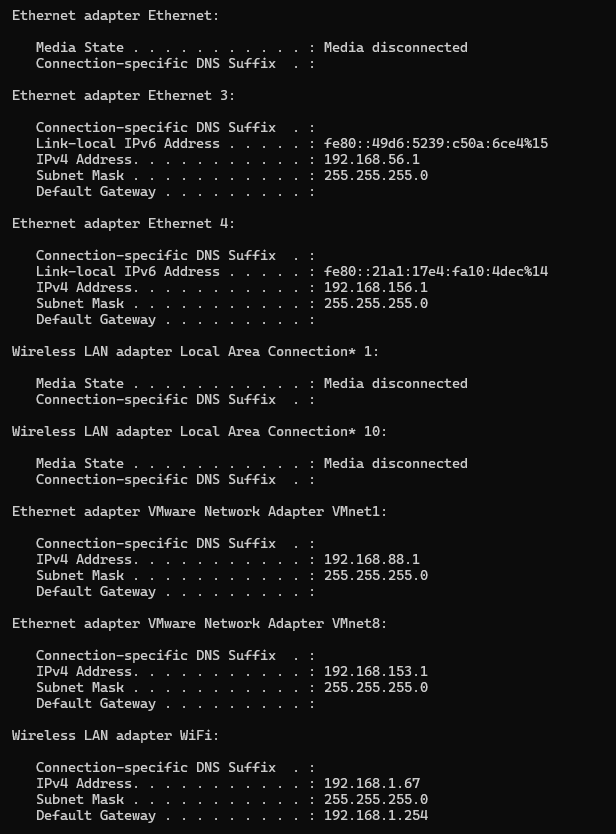 Ethernet adapter Ethernet:
Media State . . . . . . . . . . . : Media disconnected
Connection-specific DNS Suffix  . :
Ethernet adapter Ethernet 3:
Connection-specific DNS Suffix  . :
Link-local IPv6 Address . . . . . : fe80::49d6:5239:c50a:6ce4%15
IPv4 Address. . . . . . . . . . . : 192.168.56.1
Subnet Mask . . . . . . . . . . . : 255.255.255.0
Default Gateway . . . . . . . . . :
Ethernet adapter Ethernet 4:
Connection-specific DNS Suffix  . :
Link-local IPv6 Address . . . . . : fe80::21a1:17e4:fa10:4dec%14
IPv4 Address. . . . . . . . . . . : 192.168.156.1
Subnet Mask . . . . . . . . . . . : 255.255.255.0
Default Gateway . . . . . . . . . :
Wireless LAN adapter Local Area Connection* 1:
Media State . . . . . . . . . . . : Media disconnected
Connection-specific DNS Suffix  . :
Wireless LAN adapter Local Area Connection* 10:
Media State . . . . . . . . . . . : Media disconnected
Connection-specific DNS Suffix  . :
Ethernet adapter VMware Network Adapter VMnet1:
Connection-specific DNS Suffix  . :
IPv4 Address. . . . . . . . . . . : 192.168.88.1
Subnet Mask . . . . . . . . . . . : 255.255.255.0
Default Gateway . . . . . . . . . :
Ethernet adapter VMware Network Adapter VMnet8:
Connection-specific DNS Suffix  . :
IPv4 Address. . . . . . . . . . . : 192.168.153.1
Subnet Mask . . . . . . . . . . . : 255.255.255.0
Default Gateway . . . . . . . . . :
Wireless LAN adapter WiFi:
Connection-specific DNS Suffix  . :
IPv4 Address. . . . . . . . . . . : 192.168.1.67
Subnet Mask . . . . . . . . . . . : 255.255.255.0
Default Gateway . . . . . . . . . : 192.168.1.254